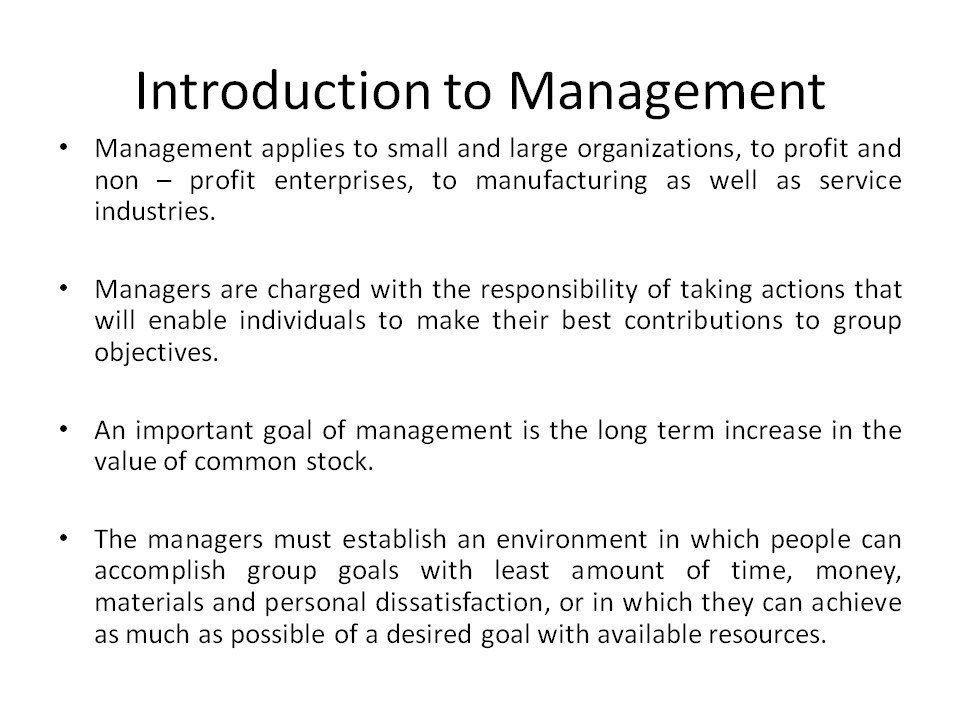 Introduction to Management
• Management applies to small and large organizations, to profit and
non – profit enterprises, to manufacturing as well as service
industries.
• Managers are charged with the responsibility of taking actions that
will enable individuals to make their best contributions to group
objectives.
• An important goal of management is the long term increase in the
value of common stock.
• The managers must establish an environment in which people can
accomplish group goals with least amount of time, money,
materials and personal dissatisfaction, or in which they can achieve
as much as possible of a desired goal with available resources.